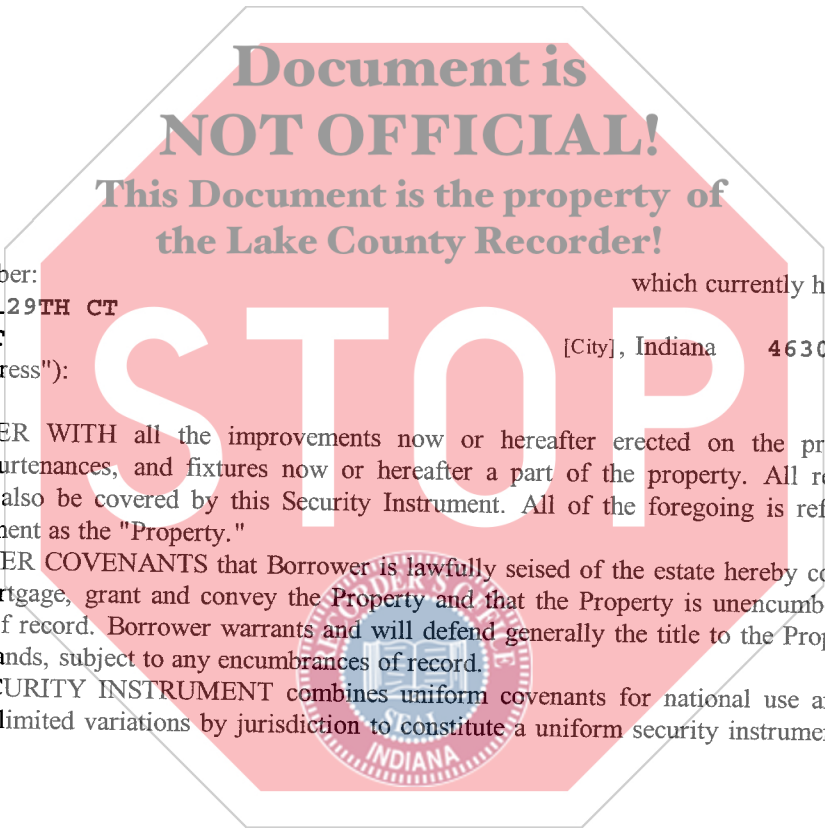 Document is
NOT OFFICIAL!
This Document is the property of
the Lake County Recorder!
ber:
which currently h
29TH CT
[City], Indiana 4630
ress"):
STOP
ER WITH all the improvements now or hereafter erected on the pr
urtenances, and fixtures now or hereafter a part of the property. All re
also be covered by this Security Instrument. All of the foregoing is ref
ment as the "Property."
ER COVENANTS that Borrower is lawfully seised of the estate hereby co
rtgage, grant and convey the Property and that the Property is unencumb
f record. Borrower warrants and will defend generally the title to the Prop
ands, subject to any encumbrances of record.
CURITY INSTRUMENT combines uniform covenants for national use a
limited variations by jurisdiction to constitute a uniform security instrume
RECORDER'S OFFICE
SEAL
INDIANA